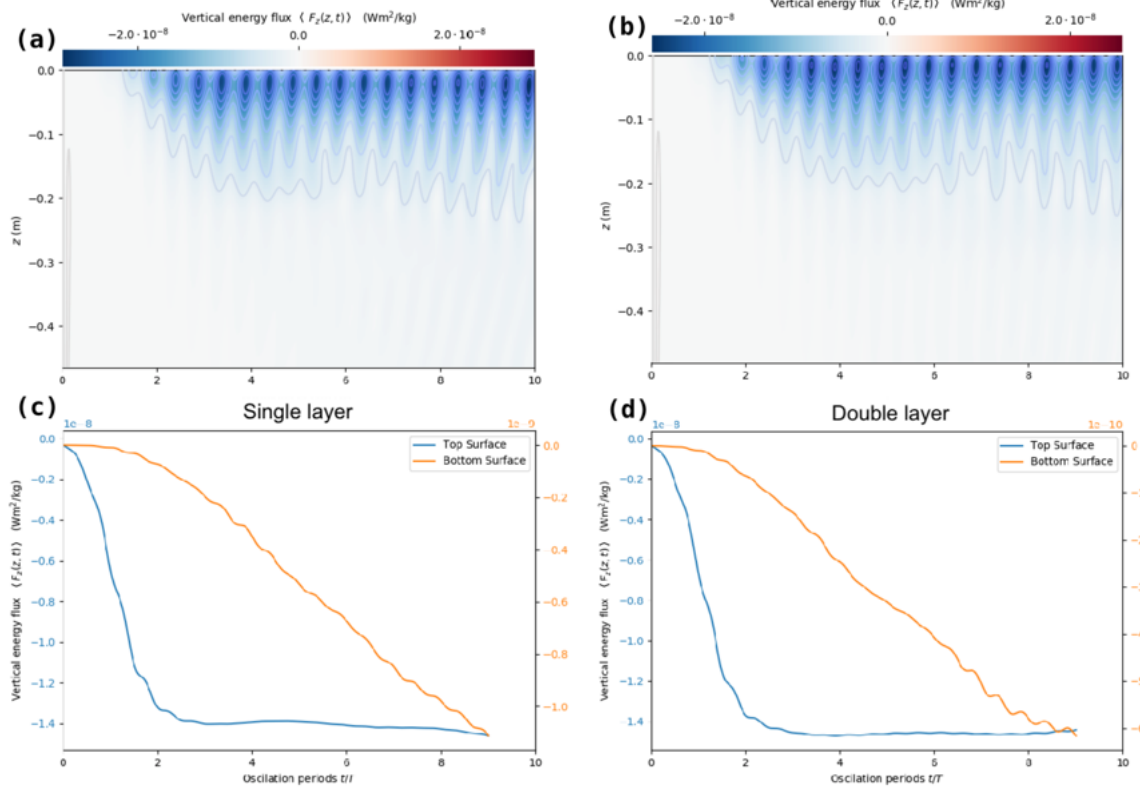 Vertical energy flux ⟨ F_z(z, t) ⟩ (Wm²/kg)
(a)
−2.0·10⁻⁸ 0.0 2.0·10⁻⁸
0.0
−0.1
−0.2
−0.3
−0.4
z (m)
0 2 4 6 8 10
Vertical energy flux ⟨ F_z(z, t) ⟩ (Wm²/kg)
(b)
−2.0·10⁻⁸ 0.0 2.0·10⁻⁸
0.0
−0.1
−0.2
−0.3
−0.4
z (m)
0 2 4 6 8 10
(c)
Single layer
1e−8
1e−9
Top Surface
Bottom Surface
0.0
−0.2
−0.4
−0.6
−0.8
−1.0
−1.2
−1.4
Vertical energy flux ⟨ F_z(z, t) ⟩ (Wm²/kg)
0.0
−0.2
−0.4
−0.6
−0.8
−1.0
0 2 4 6 8 10
Oscilation periods t/T
(d)
Double layer
1e−8
1e−10
Top Surface
Bottom Surface
0.0
−0.2
−0.4
−0.6
−0.8
−1.0
−1.2
−1.4
Vertical energy flux ⟨ F_z(z, t) ⟩ (Wm²/kg)
0 2 4 6 8 10
Oscilation periods t/T